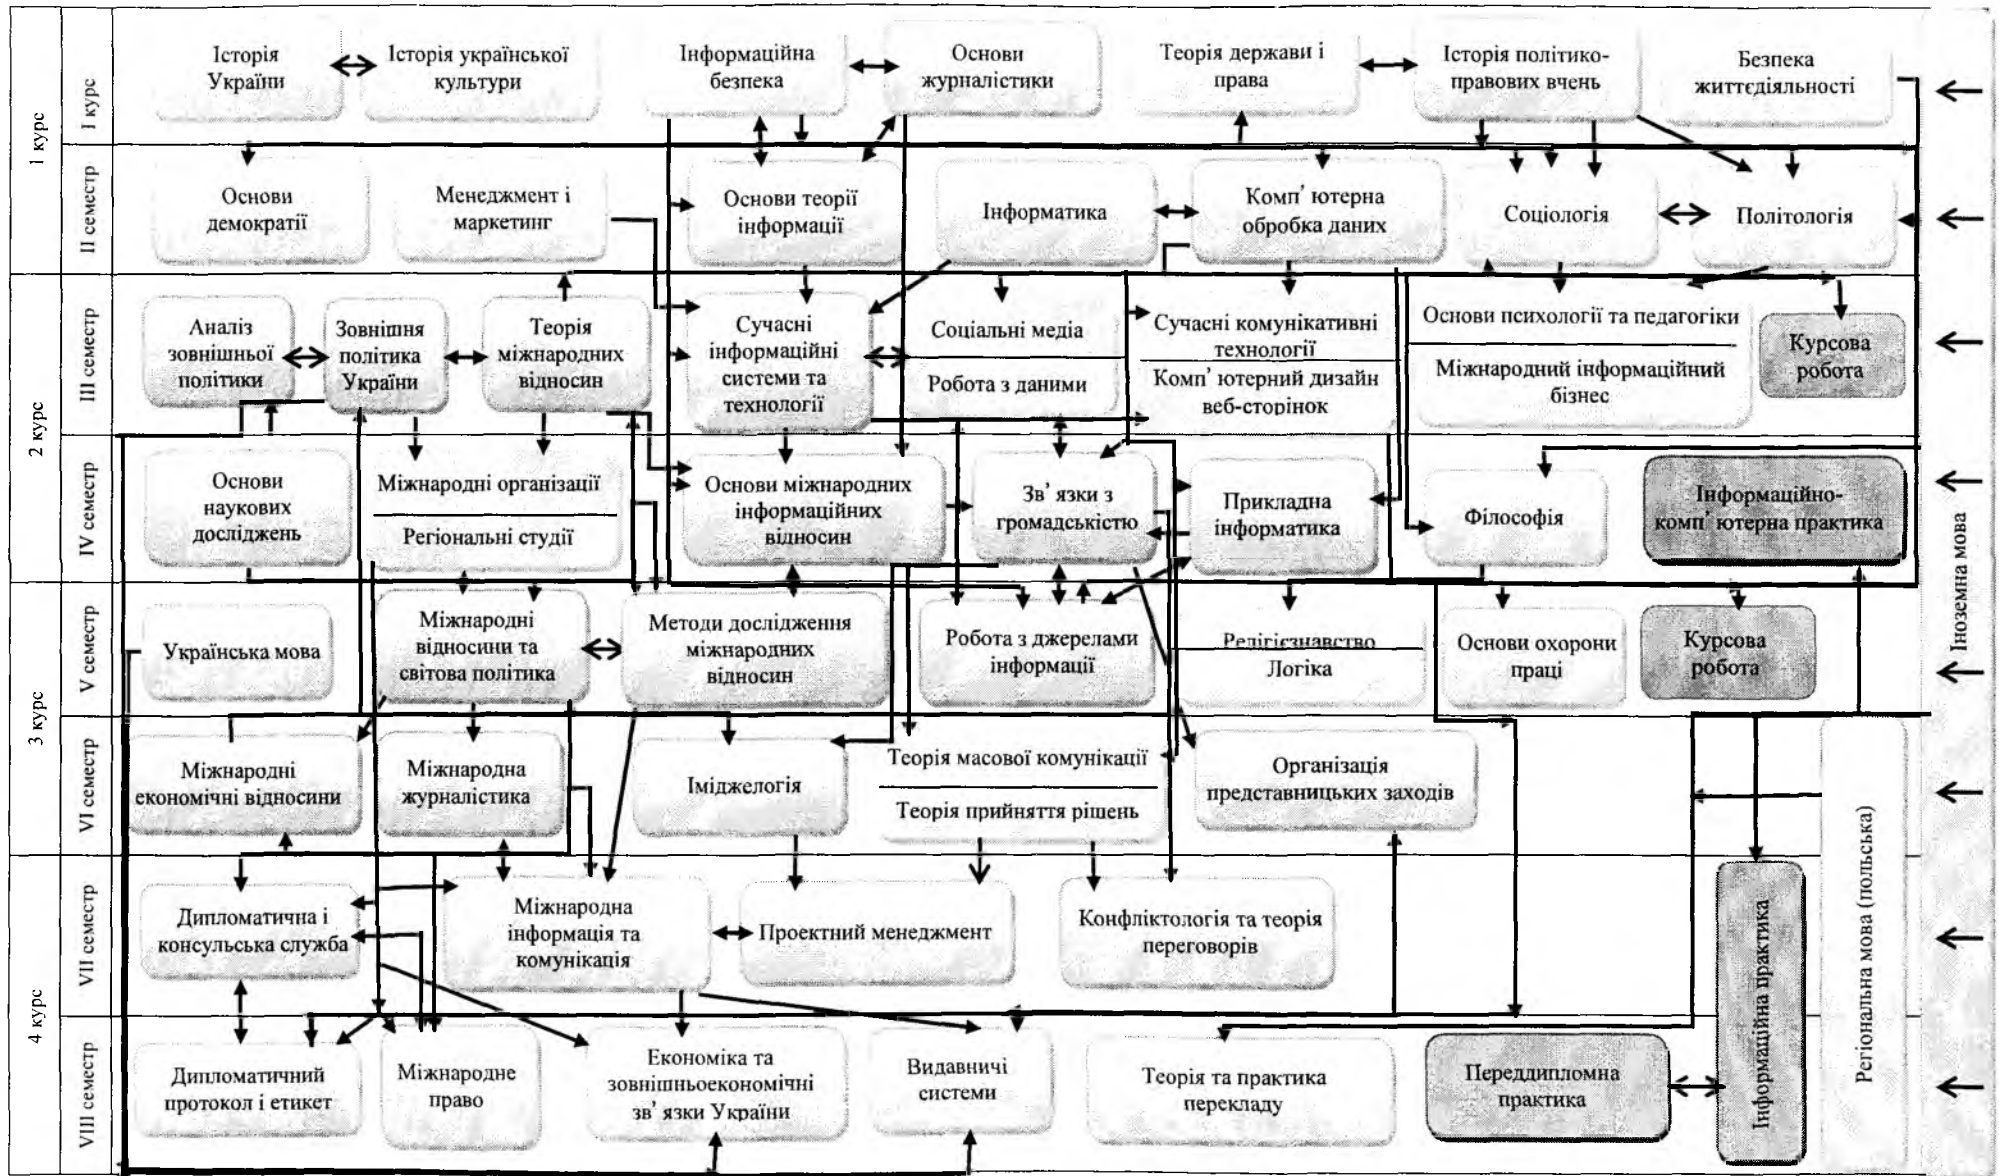 1 курс
I курс
Історія
України
Історія української
культури
Інформаційна
безпека
Основи
журналістики
Теорія держави і
права
Історія політико-
правових вчень
Безпека
життєдіяльності
II семестр
Основи
демократії
Менеджмент і
маркетинг
Основи теорії
інформації
Інформатика
Комп' ютерна
обробка даних
Соціологія
Політологія
2 курс
III семестр
Аналіз
зовнішньої
політики
Зовнішня
політика
України
Теорія
міжнародних
відносин
Сучасні
інформаційні
системи та
технології
Соціальні медіа
Робота з даними
Сучасні комунікативні
технології
Комп' ютерний дизайн
веб-сторінок
Основи психології та педагогіки
Міжнародний інформаційний
бізнес
Курсова
робота
IV семестр
Основи
наукових
досліджень
Міжнародні організації
Регіональні студії
Основи міжнародних
інформаційних
відносин
Зв' язки з
громадськістю
Прикладна
інформатика
Філософія
Інформаційно-
комп' ютерна практика
3 курс
V семестр
Українська мова
Міжнародні
відносини та
світова політика
Методи дослідження
міжнародних
відносин
Робота з джерелами
інформації
Релігієзнавство
Логіка
Основи охорони
праці
Курсова
робота
VI семестр
Міжнародні
економічні відносини
Міжнародна
журналістика
Іміджелогія
Теорія масової комунікації
Теорія прийняття рішень
Організація
представницьких заходів
4 курс
VII семестр
Дипломатична і
консульська служба
Міжнародна
інформація та
комунікація
Проектний менеджмент
Конфліктологія та теорія
переговорів
VIII семестр
Дипломатичний
протокол і етикет
Міжнародне
право
Економіка та
зовнішньоекономічні
зв' язки України
Видавничі
системи
Теорія та практика
перекладу
Переддипломна
практика
Інформаційна практика
Регіональна мова (польська)
Іноземна мова